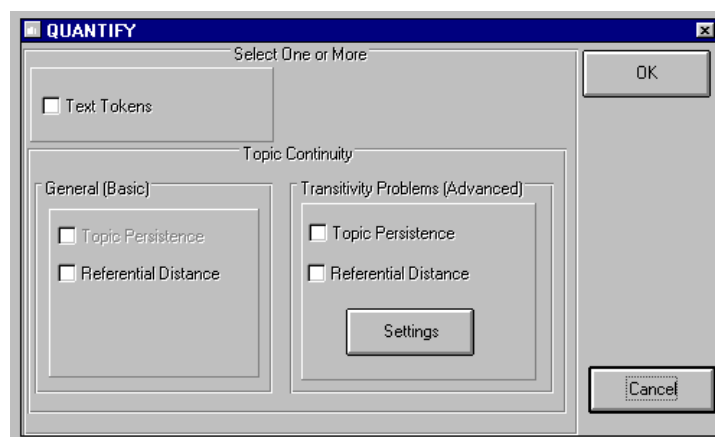 QUANTIFY
Select One or More
OK
Text Tokens
Topic Continuity
General (Basic)
Transitivity Problems (Advanced)
Topic Persistence
Topic Persistence
Referential Distance
Referential Distance
Settings
Cancel